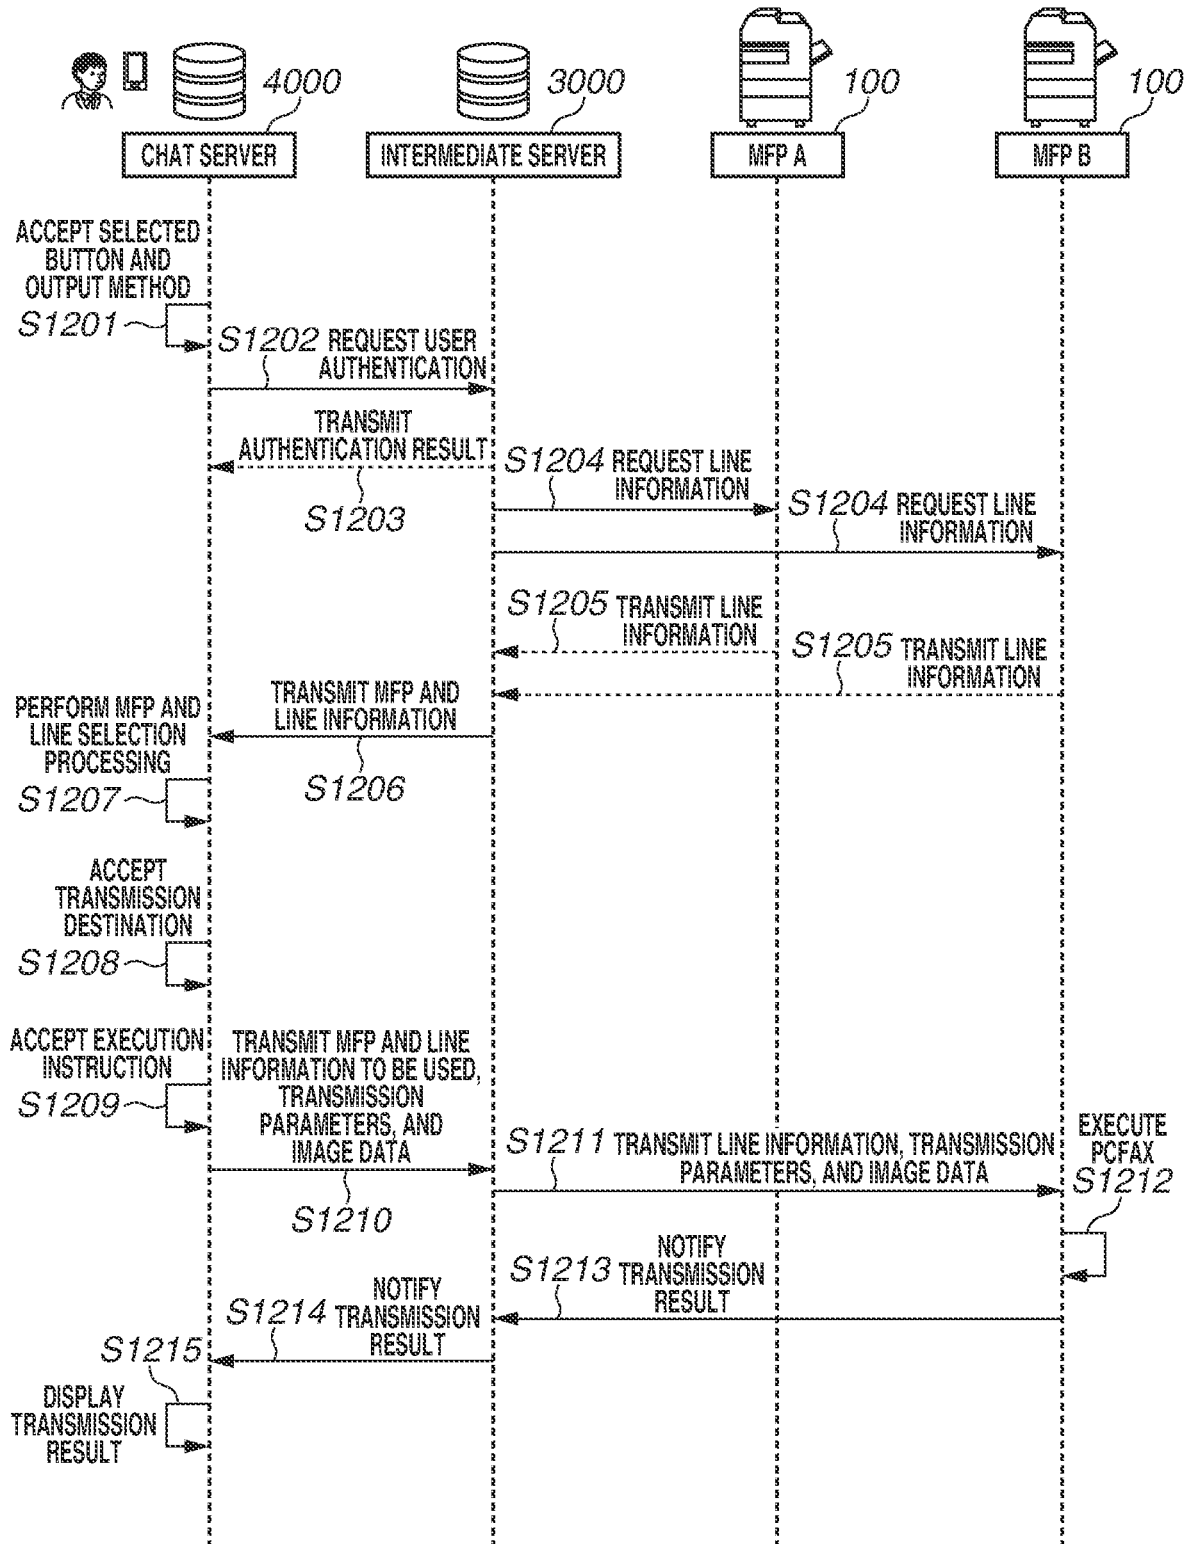 4000
3000
100
100
CHAT SERVER
INTERMEDIATE SERVER
MFP A
MFP B
ACCEPT SELECTED
BUTTON AND
OUTPUT METHOD
S1201
S1202 REQUEST USER
AUTHENTICATION
TRANSMIT
AUTHENTICATION RESULT
S1203
S1204 REQUEST LINE
INFORMATION
S1204 REQUEST LINE
INFORMATION
S1205 TRANSMIT LINE
INFORMATION
S1205 TRANSMIT LINE
INFORMATION
TRANSMIT MFP AND
LINE INFORMATION
S1206
PERFORM MFP AND
LINE SELECTION
PROCESSING
S1207
ACCEPT
TRANSMISSION
DESTINATION
S1208
ACCEPT EXECUTION
INSTRUCTION
S1209
TRANSMIT MFP AND LINE
INFORMATION TO BE USED,
TRANSMISSION
PARAMETERS, AND
IMAGE DATA
S1210
S1211 TRANSMIT LINE INFORMATION, TRANSMISSION
PARAMETERS, AND IMAGE DATA
EXECUTE
PCFAX
S1212
NOTIFY
S1213 TRANSMISSION
RESULT
NOTIFY
S1214 TRANSMISSION
RESULT
S1215
DISPLAY
TRANSMISSION
RESULT